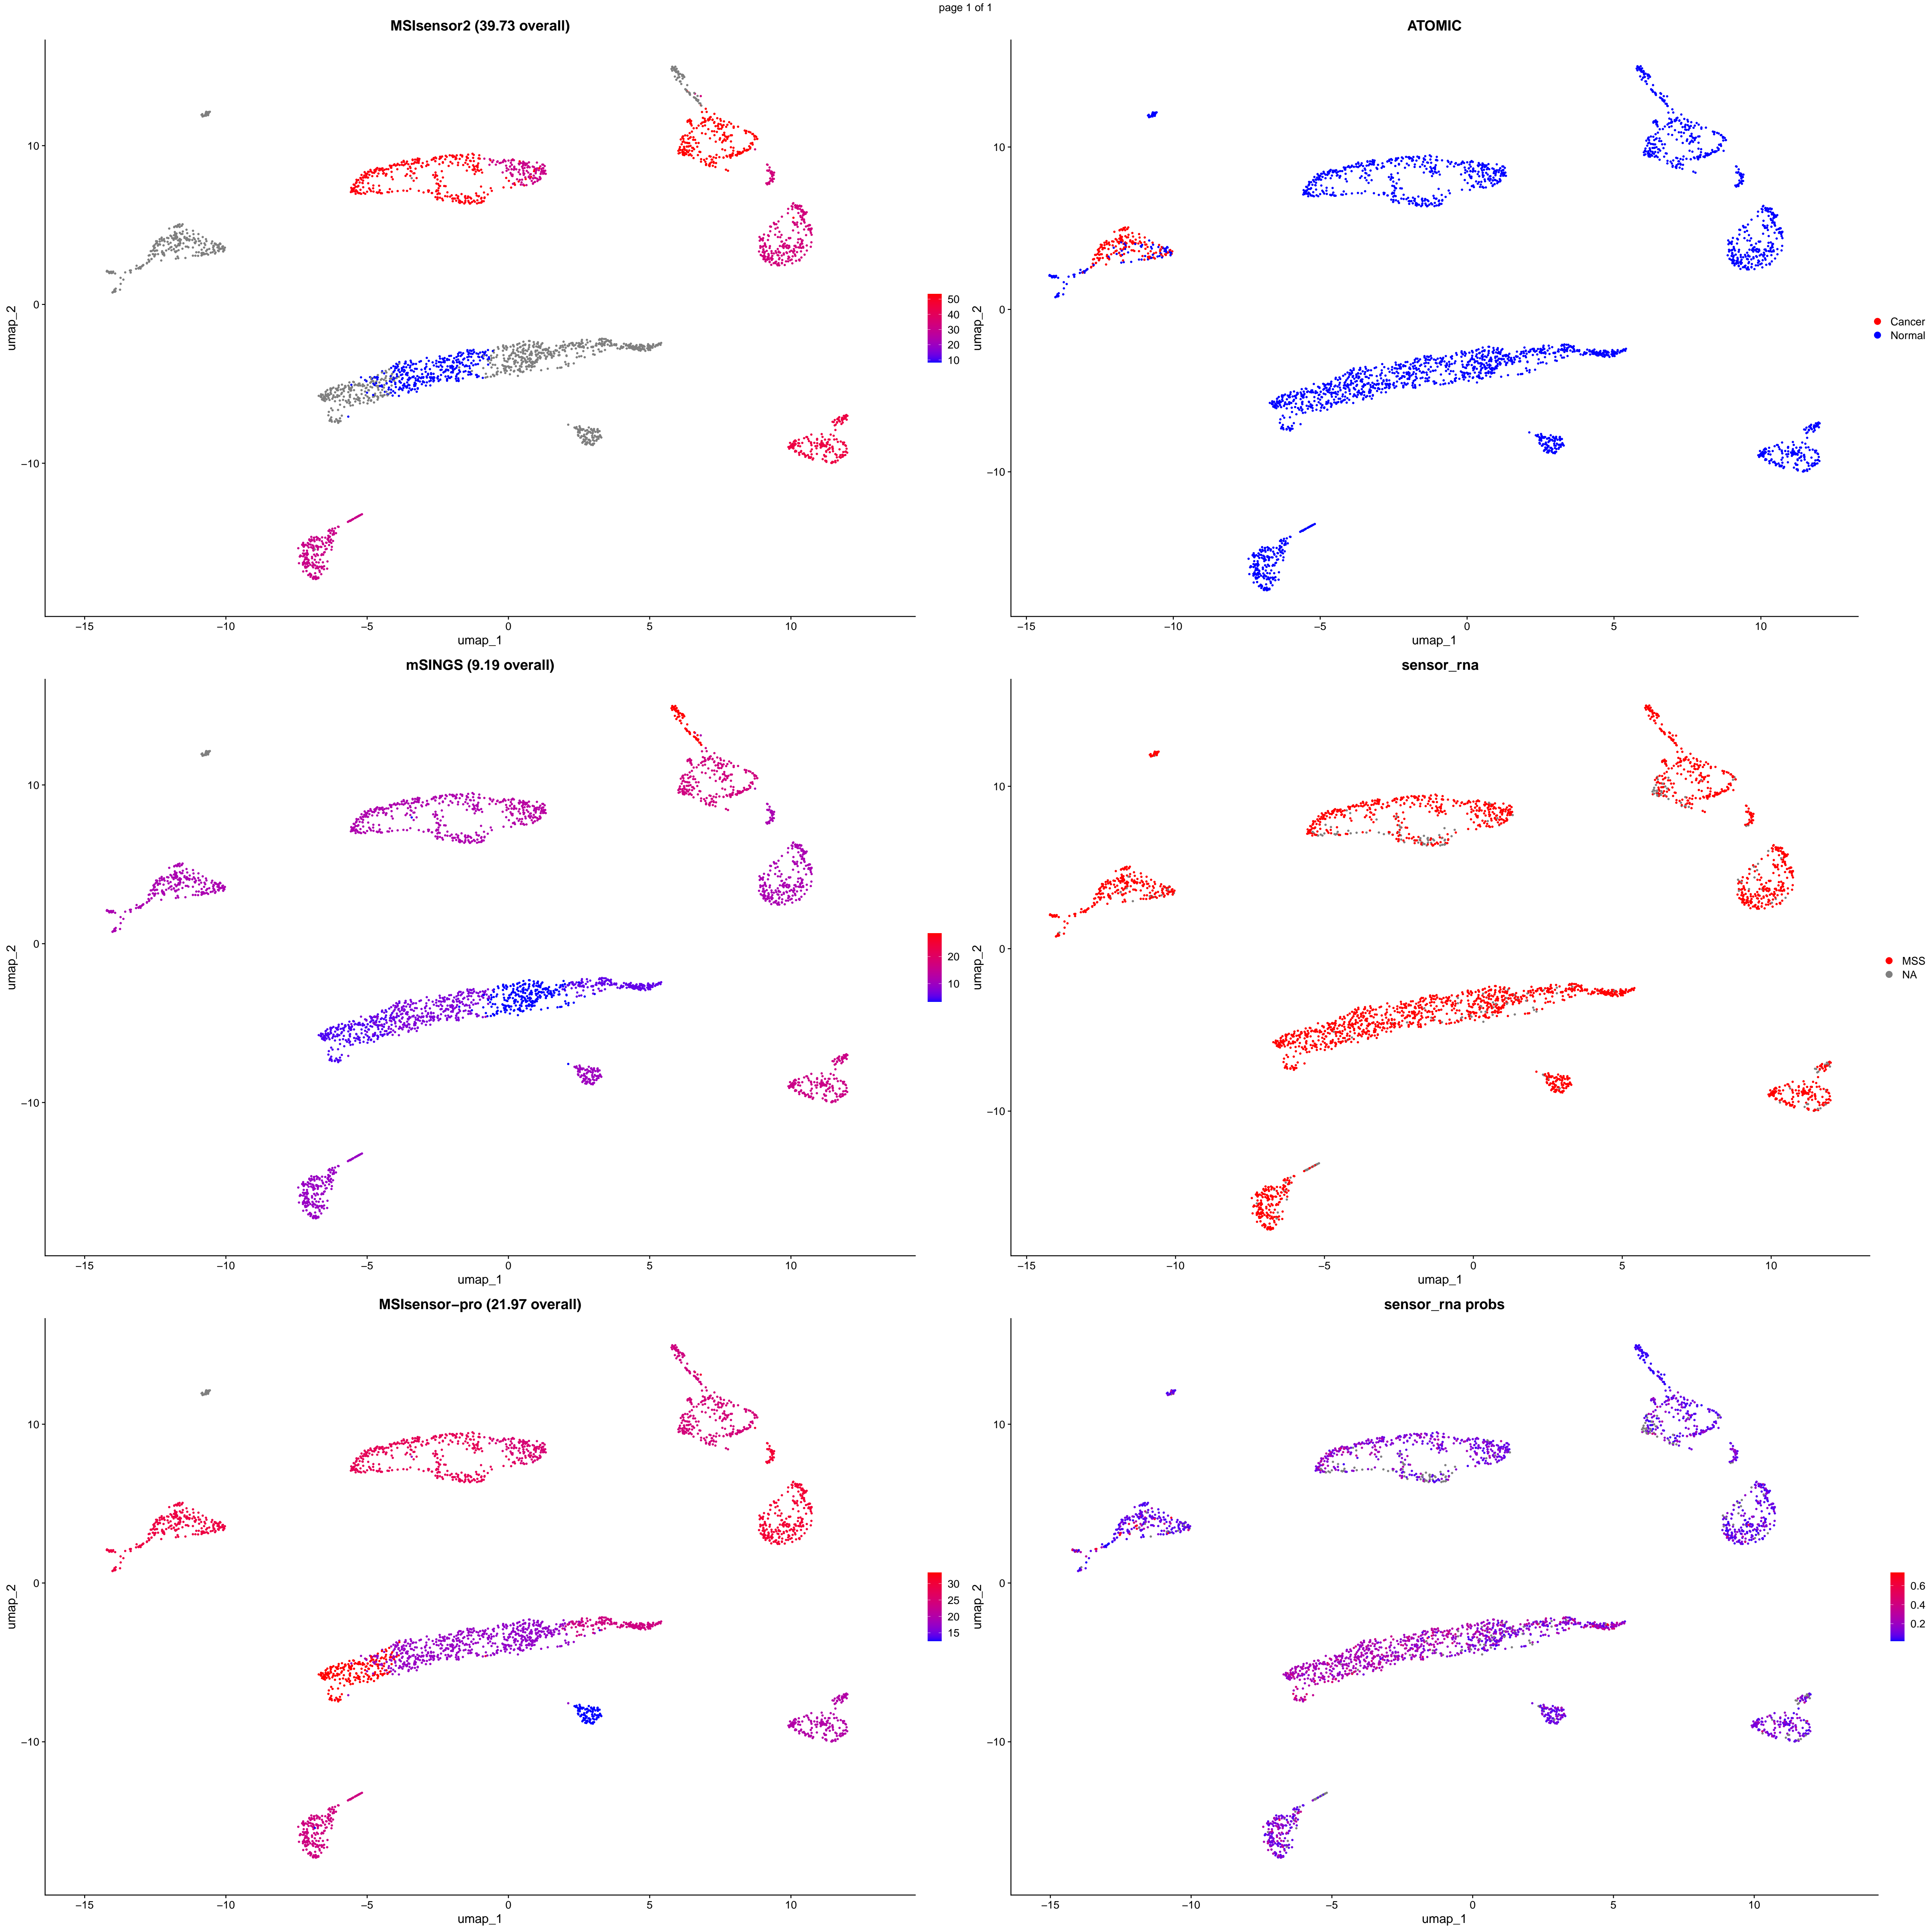 page 1 of 1
MSIsensor2 (39.73 overall)
umap_2
10
0
−10
−15 −10 −5 0 5 10
umap_1
50
40
30
20
10
ATOMIC
umap_2
10
0
−10
−15 −10 −5 0 5 10
umap_1
Cancer
Normal
mSINGS (9.19 overall)
umap_2
10
0
−10
−15 −10 −5 0 5 10
umap_1
20
10
sensor_rna
umap_2
10
0
−10
−15 −10 −5 0 5 10
umap_1
MSS
NA
MSIsensor−pro (21.97 overall)
umap_2
10
0
−10
−15 −10 −5 0 5 10
umap_1
30
25
20
15
sensor_rna probs
umap_2
10
0
−10
−15 −10 −5 0 5 10
umap_1
0.6
0.4
0.2